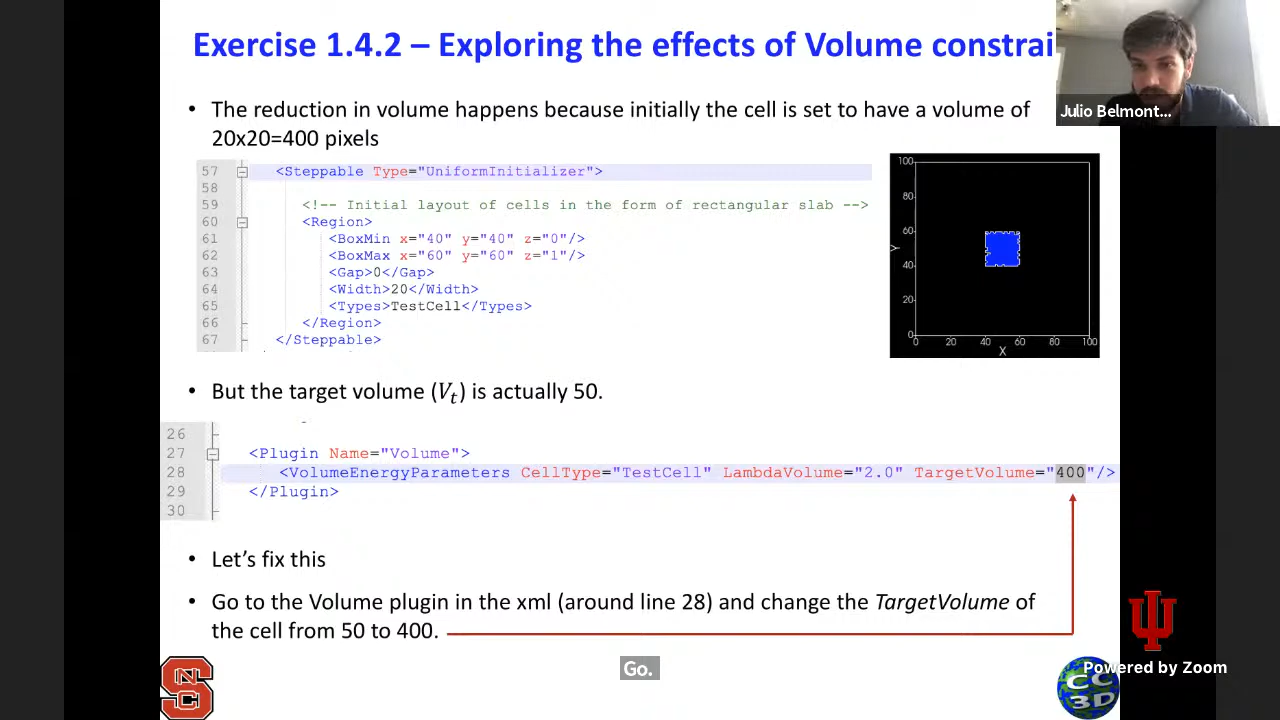 Exercise 1.4.2 – Exploring the effects of Volume constrai
Julio Belmont...
• The reduction in volume happens because initially the cell is set to have a volume of
20x20=400 pixels
57 <Steppable Type="UniformInitializer">
58
59 <!-- Initial layout of cells in the form of rectangular slab -->
60 <Region>
61 <BoxMin x="40" y="40" z="0"/>
62 <BoxMax x="60" y="60" z="1"/>
63 <Gap>0</Gap>
64 <Width>20</Width>
65 <Types>TestCell</Types>
66 </Region>
67 </Steppable>
100
80
60
Y
40
20
0
0 20 40 60 80 100
X
• But the target volume (Vt) is actually 50.
26
27 <Plugin Name="Volume">
28 <VolumeEnergyParameters CellType="TestCell" LambdaVolume="2.0" TargetVolume="400"/>
29 </Plugin>
30
• Let’s fix this
• Go to the Volume plugin in the xml (around line 28) and change the TargetVolume of
the cell from 50 to 400.
Go.
Powered by Zoom
CC
3D